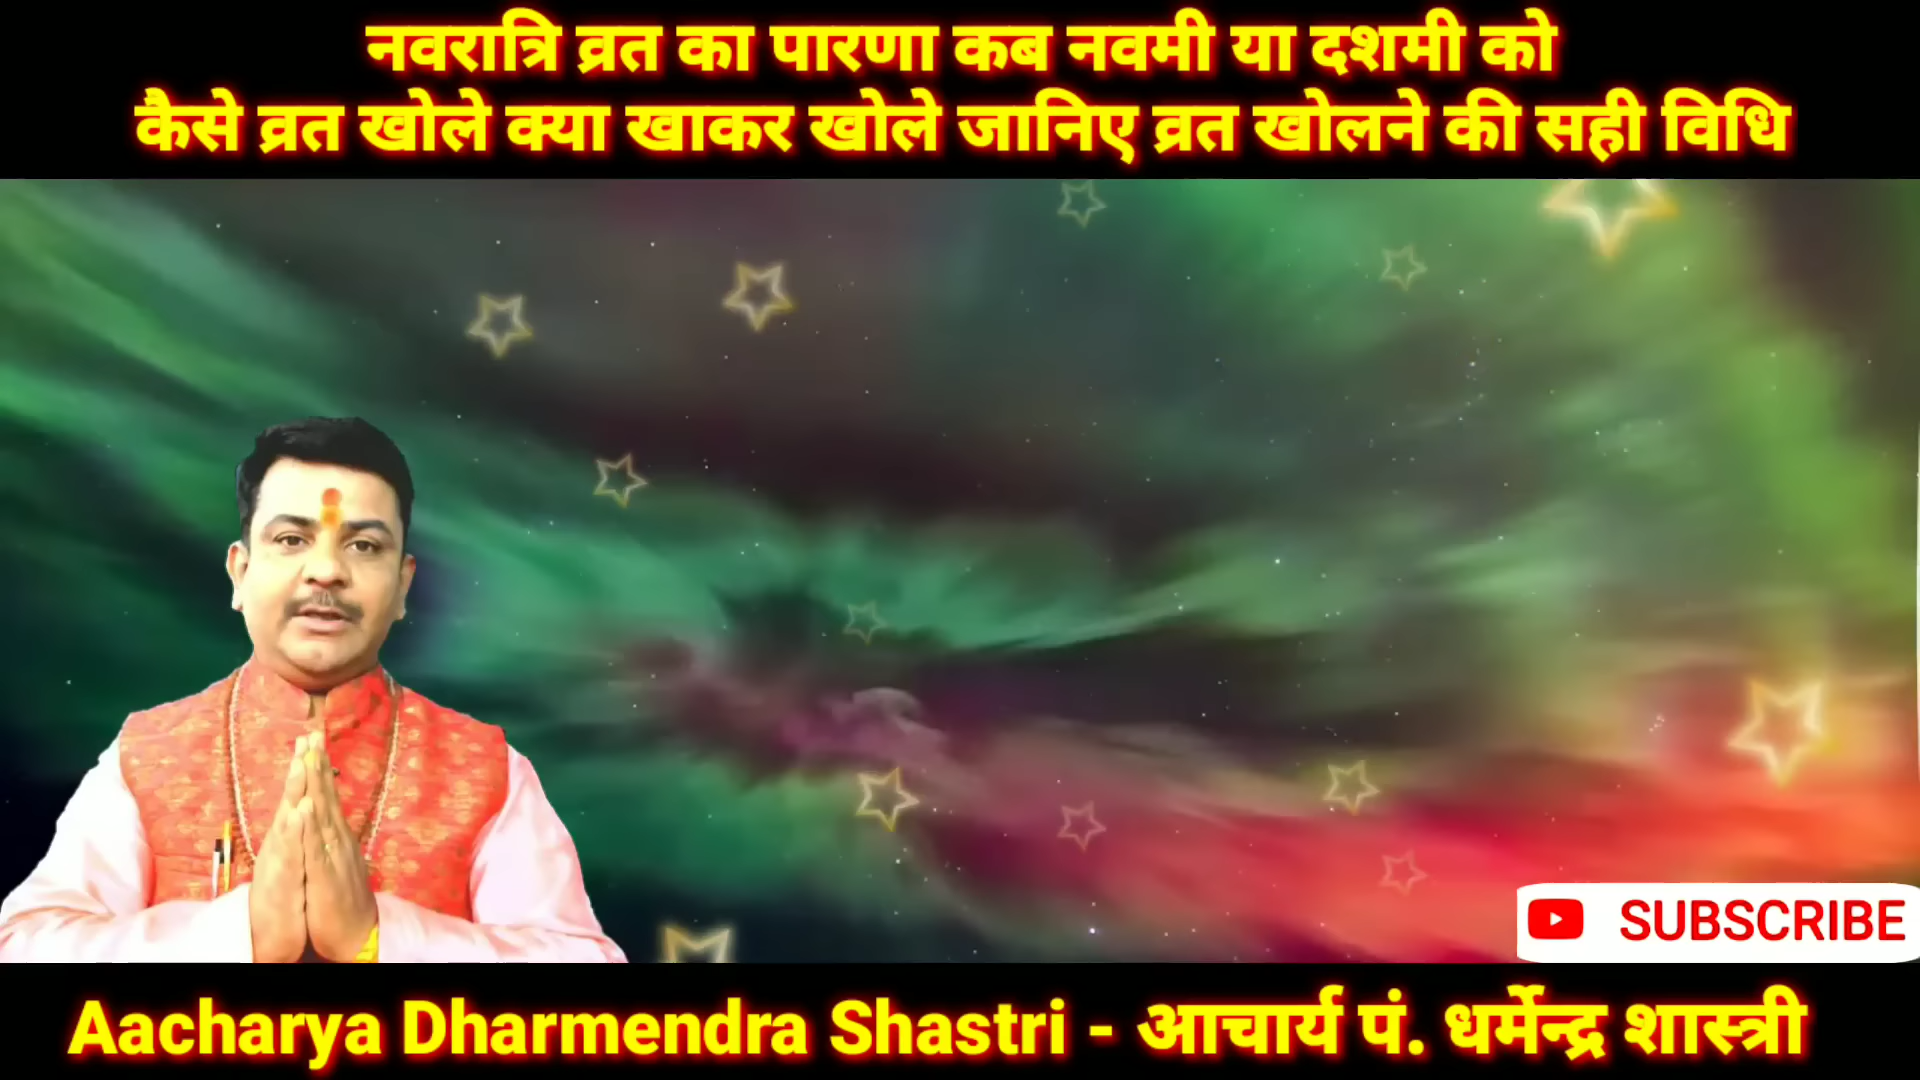 नवरात्रि व्रत का पारणा कब नवमी या दशमी को
कैसे व्रत खोले क्या खाकर खोले जानिए व्रत खोलने की सही विधि
SUBSCRIBE
Aacharya Dharmendra Shastri - आचार्य पं. धर्मेन्द्र शास्त्री